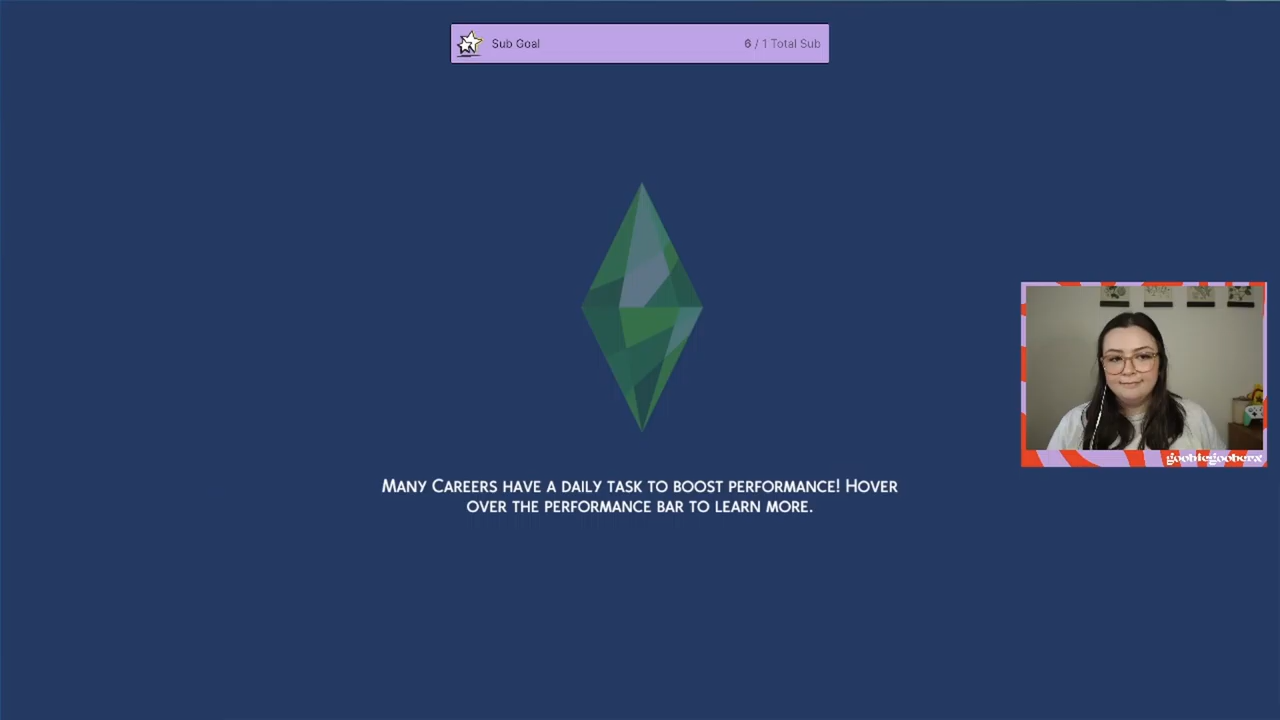 Sub Goal 6 / 1 Total Sub
MANY CAREERS HAVE A DAILY TASK TO BOOST PERFORMANCE! HOVER
OVER THE PERFORMANCE BAR TO LEARN MORE.
goobiegooberx